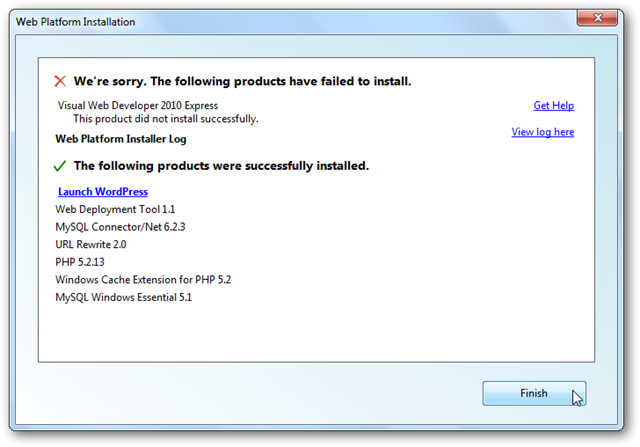 Web Platform Installation
We're sorry. The following products have failed to install.
Visual Web Developer 2010 Express
Get Help
This product did not install successfully.
View log here
Web Platform Installer Log
The following products were successfully installed.
Launch WordPress
Web Deployment Tool 1.1
MySQL Connector/Net 6.2.3
URL Rewrite 2.0
PHP 5.2.13
Windows Cache Extension for PHP 5.2
MySQL Windows Essential 5.1
Finish